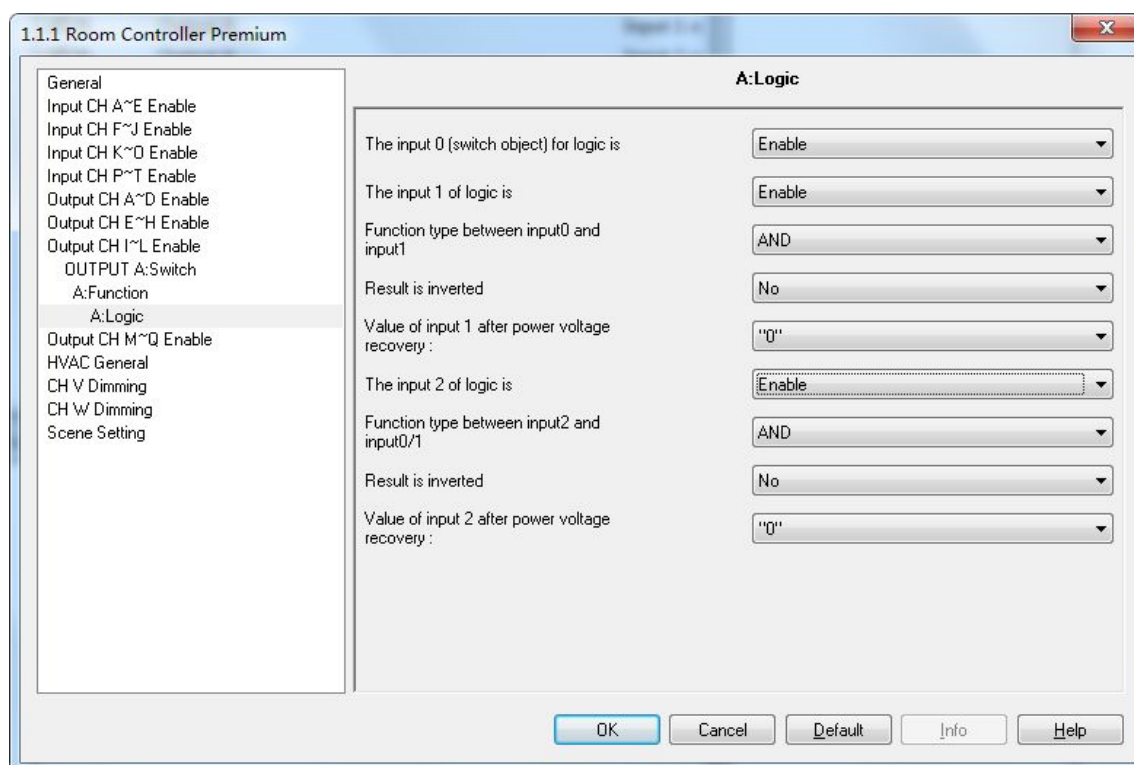 1.1.1 Room Controller Premium
General
Input CH A~E Enable
Input CH F~J Enable
Input CH K~O Enable
Input CH P~T Enable
Output CH A~D Enable
Output CH E~H Enable
Output CH I~L Enable
OUTPUT A:Switch
A:Function
A:Logic
Output CH M~Q Enable
HVAC General
CH V Dimming
CH W Dimming
Scene Setting
A:Logic
The input 0 (switch object) for logic is
Enable
The input 1 of logic is
Enable
Function type between input0 and
input1
AND
Result is inverted
No
Value of input 1 after power voltage
recovery :
"0"
The input 2 of logic is
Enable
Function type between input2 and
input0/1
AND
Result is inverted
No
Value of input 2 after power voltage
recovery :
"0"
OK
Cancel
Default
Info
Help